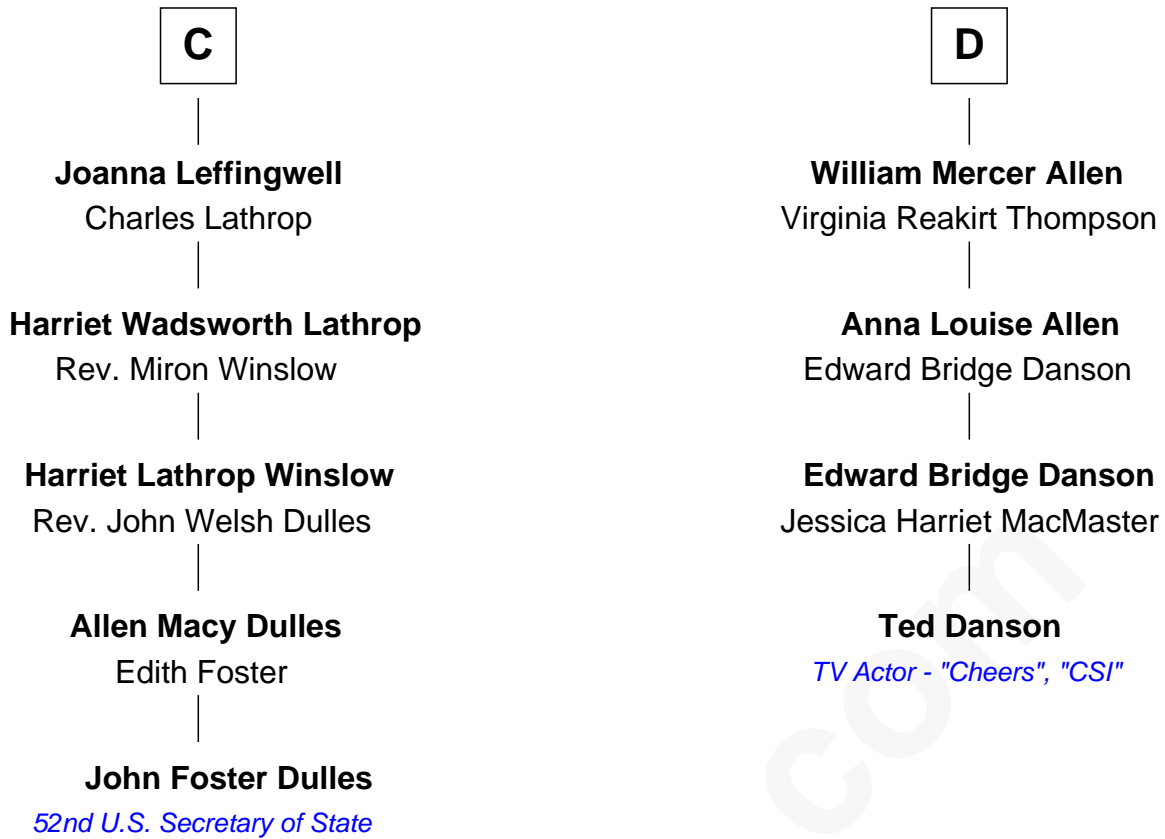 C
Joanna Leffingwell
Charles Lathrop
Harriet Wadsworth Lathrop
Rev. Miron Winslow
Harriet Lathrop Winslow
Rev. John Welsh Dulles
Allen Macy Dulles
Edith Foster
John Foster Dulles
52nd U.S. Secretary of State
D
William Mercer Allen
Virginia Reakirt Thompson
Anna Louise Allen
Edward Bridge Danson
Edward Bridge Danson
Jessica Harriet MacMaster
Ted Danson
TV Actor - "Cheers", "CSI"
com